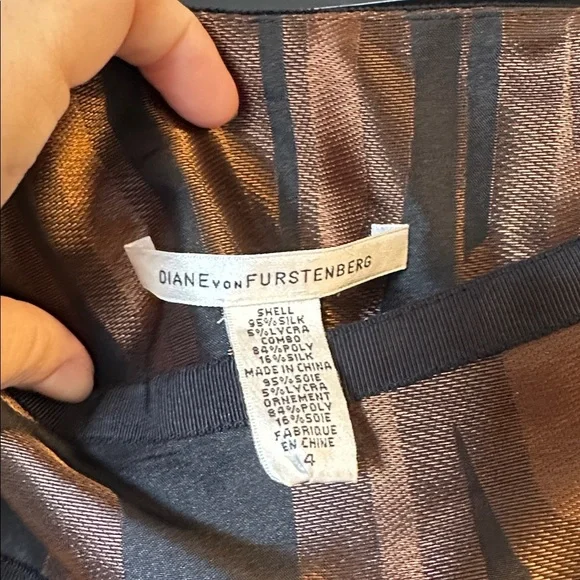 DIANE VON FURSTENBERG
SHELL
95% SILK
5% LYCRA
COMBO
84% POLY
16% SILK
MADE IN CHINA
95% SOIE
5% LYCRA
ORNEMENT
84% POLY
16% SOIE
FABRIQUE
EN CHINE
4